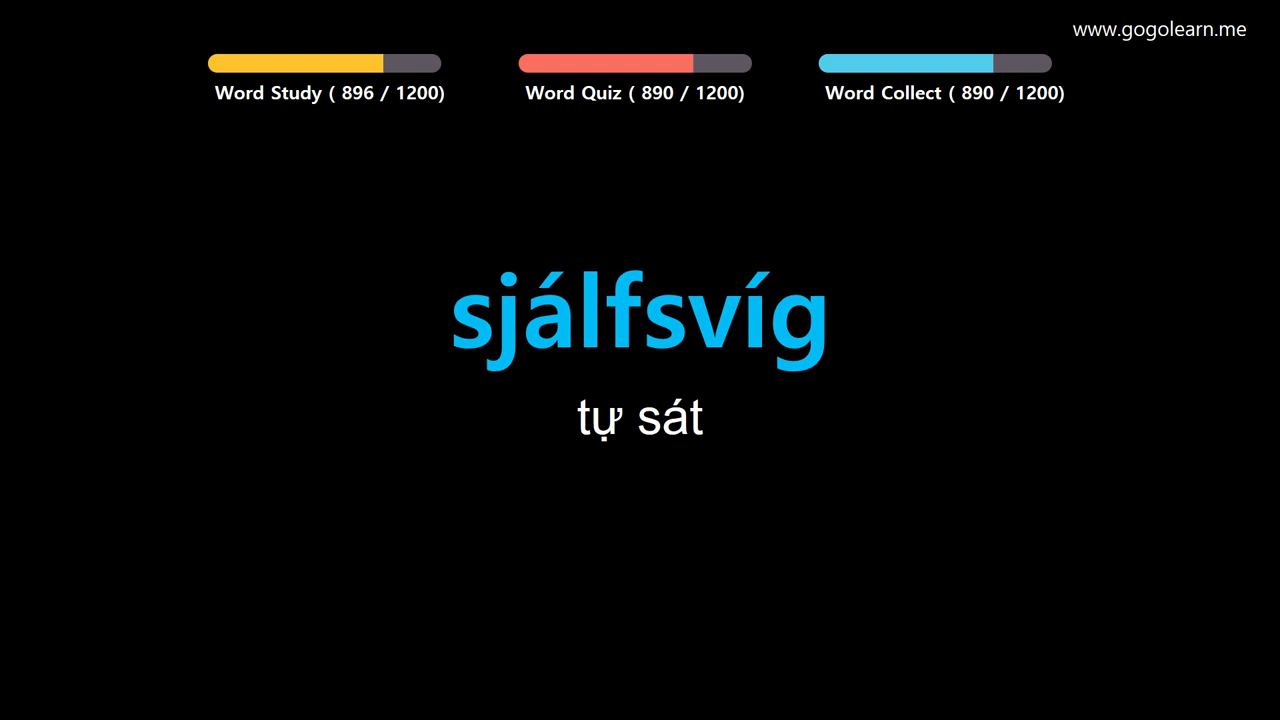 www.gogolearn.me
Word Study ( 896 / 1200)
Word Quiz ( 890 / 1200)
Word Collect ( 890 / 1200)
sjálfsvíg
tự sát